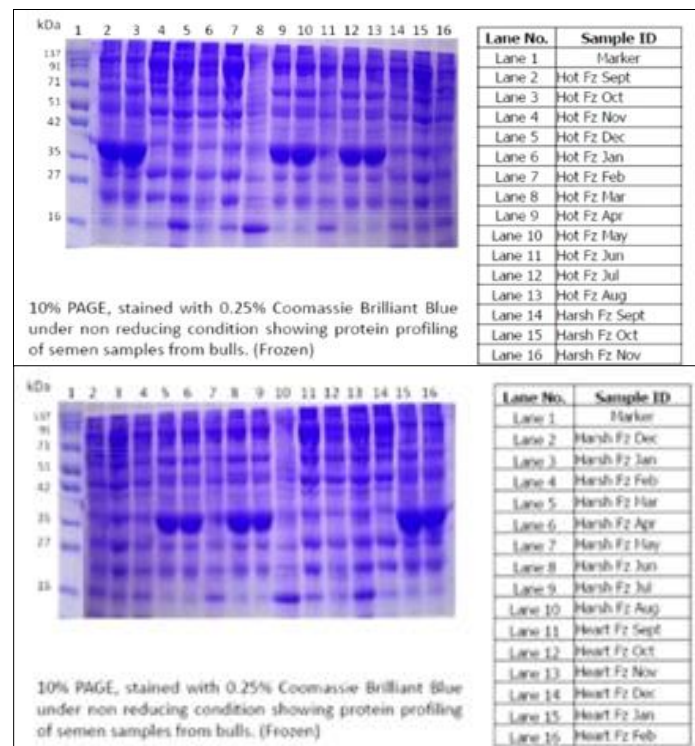 kDa 1 2 3 4 5 6 7 8 9 10 11 12 13 14 15 16
91
71
51
42
35
27
16
Lane No. Sample ID
Lane 1 Marker
Lane 2 Hot Fz Sept
Lane 3 Hot Fz Oct
Lane 4 Hot Fz Nov
Lane 5 Hot Fz Dec
Lane 6 Hot Fz Jan
Lane 7 Hot Fz Feb
Lane 8 Hot Fz Mar
Lane 9 Hot Fz Apr
Lane 10 Hot Fz May
Lane 11 Hot Fz Jun
Lane 12 Hot Fz Jul
Lane 13 Hot Fz Aug
Lane 14 Harsh Fz Sept
Lane 15 Harsh Fz Oct
Lane 16 Harsh Fz Nov
10% PAGE, stained with 0.25% Coomassie Brilliant Blue
under non reducing condition showing protein profiling
of semen samples from bulls. (Frozen)
kDa 1 2 3 4 5 6 7 8 9 10 11 12 13 14 15 16
91
71
51
42
35
27
Lane No. Sample ID
Lane 1 Marker
Lane 2 Harsh Fz Dec
Lane 3 Harsh Fz Jan
Lane 4 Harsh Fz Feb
Lane 5 Harsh Fz Mar
Lane 6 Harsh Fz Apr
Lane 7 Harsh Fz May
Lane 8 Harsh Fz Jun
Lane 9 Harsh Fz Jul
Lane 10 Harsh Fz Aug
Lane 11 Heart Fz Sept
Lane 12 Heart Fz Oct
Lane 13 Heart Fz Nov
Lane 14 Heart Fz Dec
Lane 15 Heart Fz Jan
Lane 16 Heart Fz Feb
10% PAGE, stained with 0.25% Coomassie Brilliant Blue
under non reducing condition showing protein profiling
of semen samples from bulls. (Frozen)